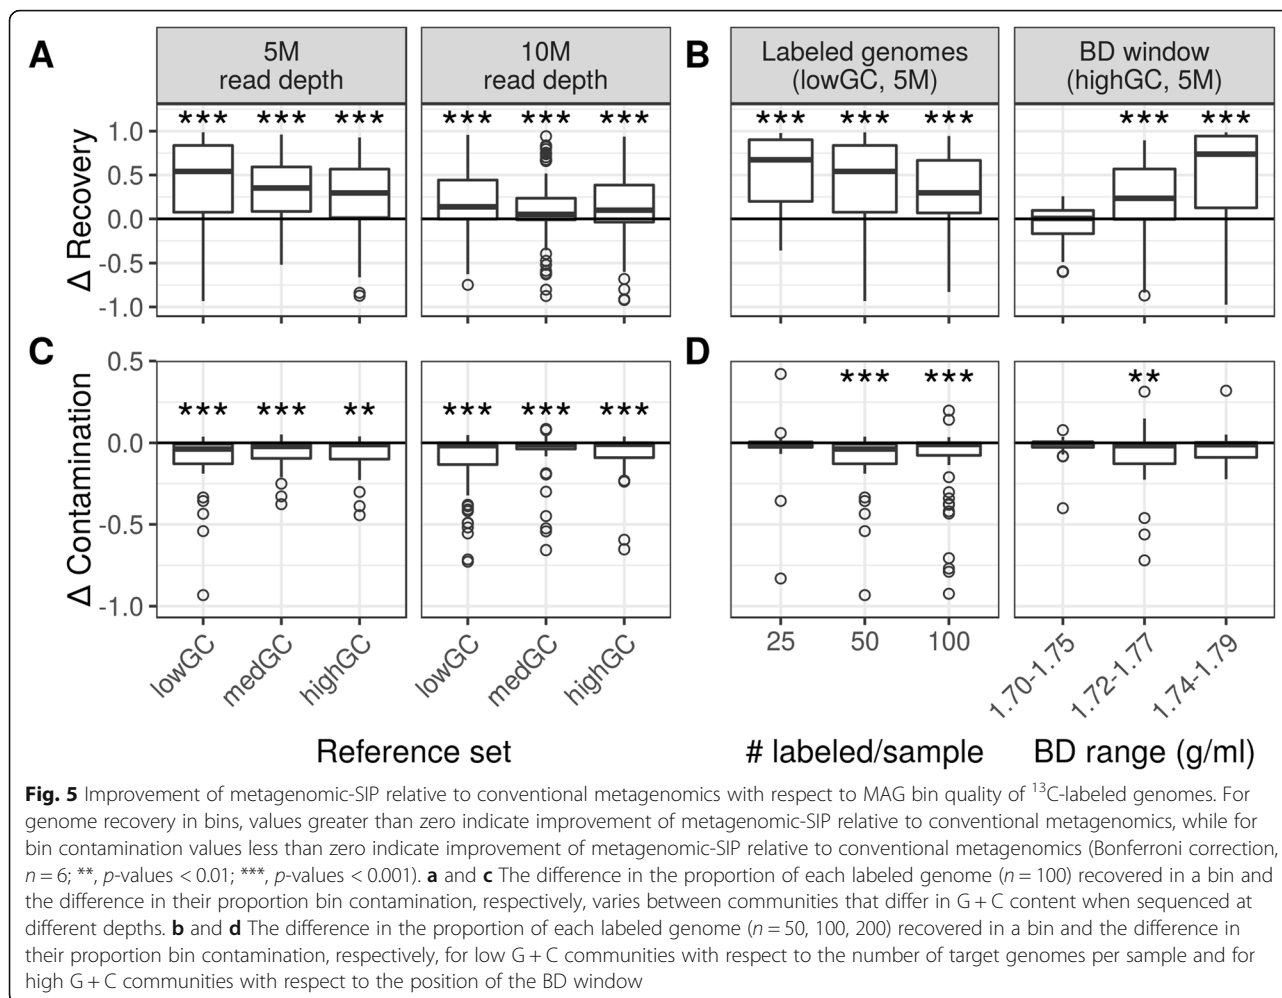 A
5M
read depth
10M
read depth
B
Labeled genomes
(lowGC, 5M)
BD window
(highGC, 5M)
*** *** *** *** *** *** *** *** *** *** ***
Δ Recovery
1.0
0.5
0.0
-0.5
-1.0
C
D
Δ Contamination
0.5
0.0
-0.5
-1.0
*** *** ** *** *** *** *** *** **
lowGC medGC highGC lowGC medGC highGC 25 50 100 1.70-1.75 1.72-1.77 1.74-1.79
Reference set # labeled/sample BD range (g/ml)
Fig. 5 Improvement of metagenomic-SIP relative to conventional metagenomics with respect to MAG bin quality of ¹³C-labeled genomes. For
genome recovery in bins, values greater than zero indicate improvement of metagenomic-SIP relative to conventional metagenomics, while for
bin contamination values less than zero indicate improvement of metagenomic-SIP relative to conventional metagenomics (Bonferroni correction,
n = 6; **, p-values < 0.01; ***, p-values < 0.001). a and c The difference in the proportion of each labeled genome (n = 100) recovered in a bin and
the difference in their proportion bin contamination, respectively, varies between communities that differ in G + C content when sequenced at
different depths. b and d The difference in the proportion of each labeled genome (n = 50, 100, 200) recovered in a bin and the difference in
their proportion bin contamination, respectively, for low G + C communities with respect to the number of target genomes per sample and for
high G + C communities with respect to the position of the BD window